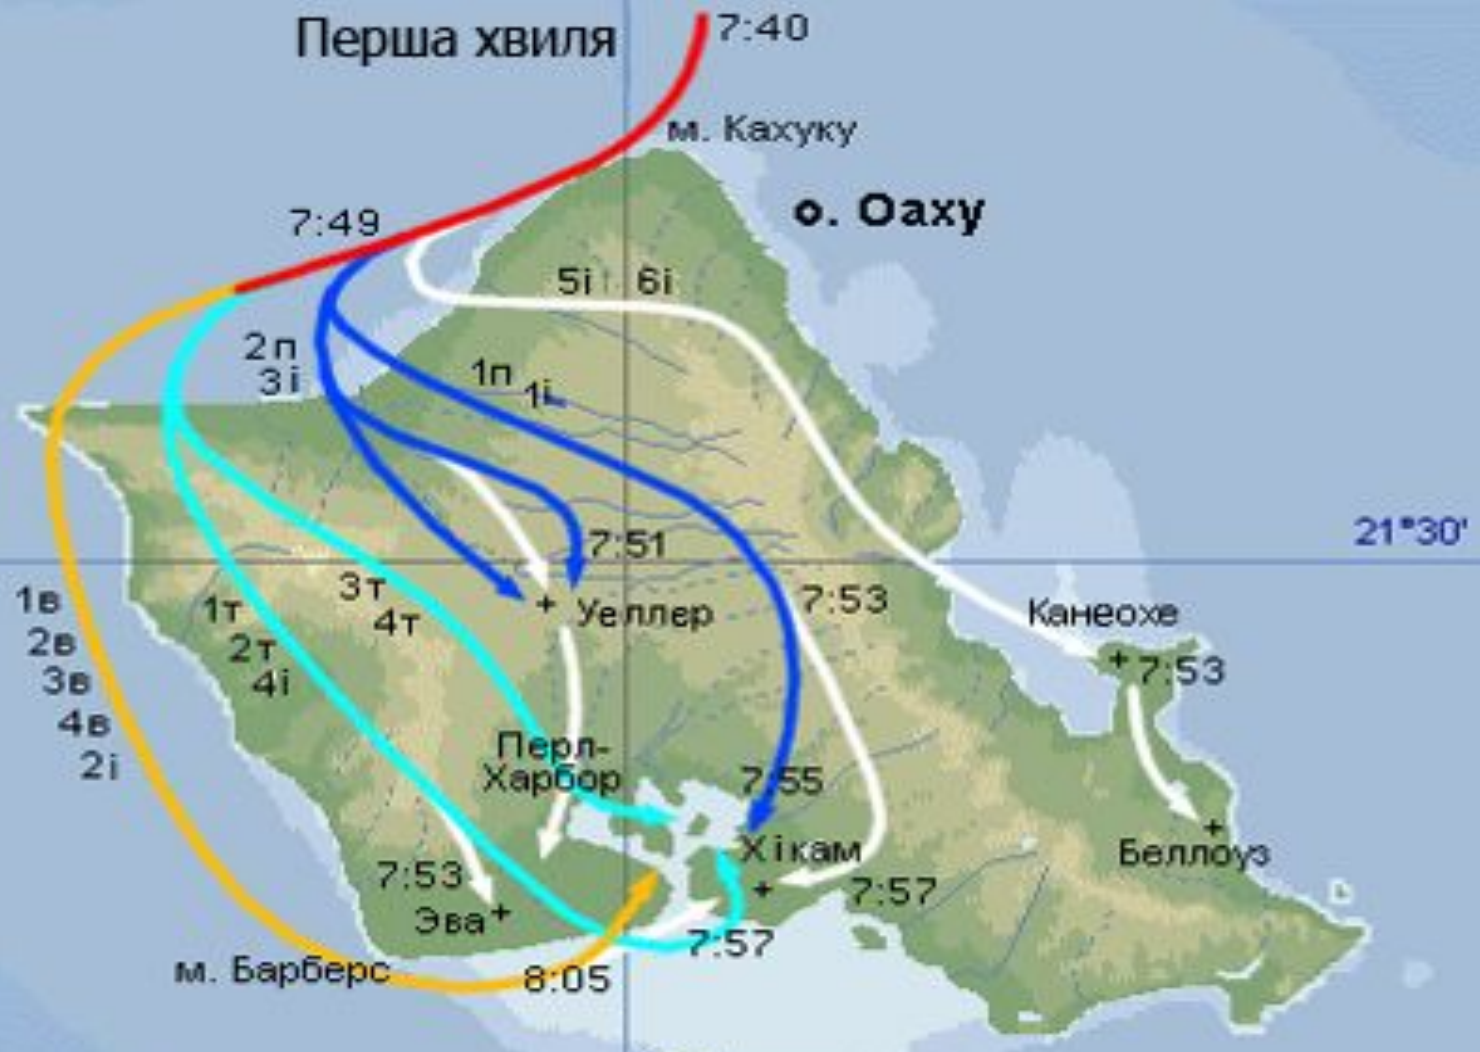 Перша хвиля
7:40
м. Кахуку
о. Оаху
7:49
5і 6і
2п
3і
1п
1і
21°30'
7:51
Уеллер
7:53
Канеохе
7:53
1в
2в
3в
4в
2і
1т
2т
4і
3т
4т
Перл-
Харбор
7:55
Хікам
7:57
Беллоуз
7:53
Эва
7:57
м. Барберс
8:05